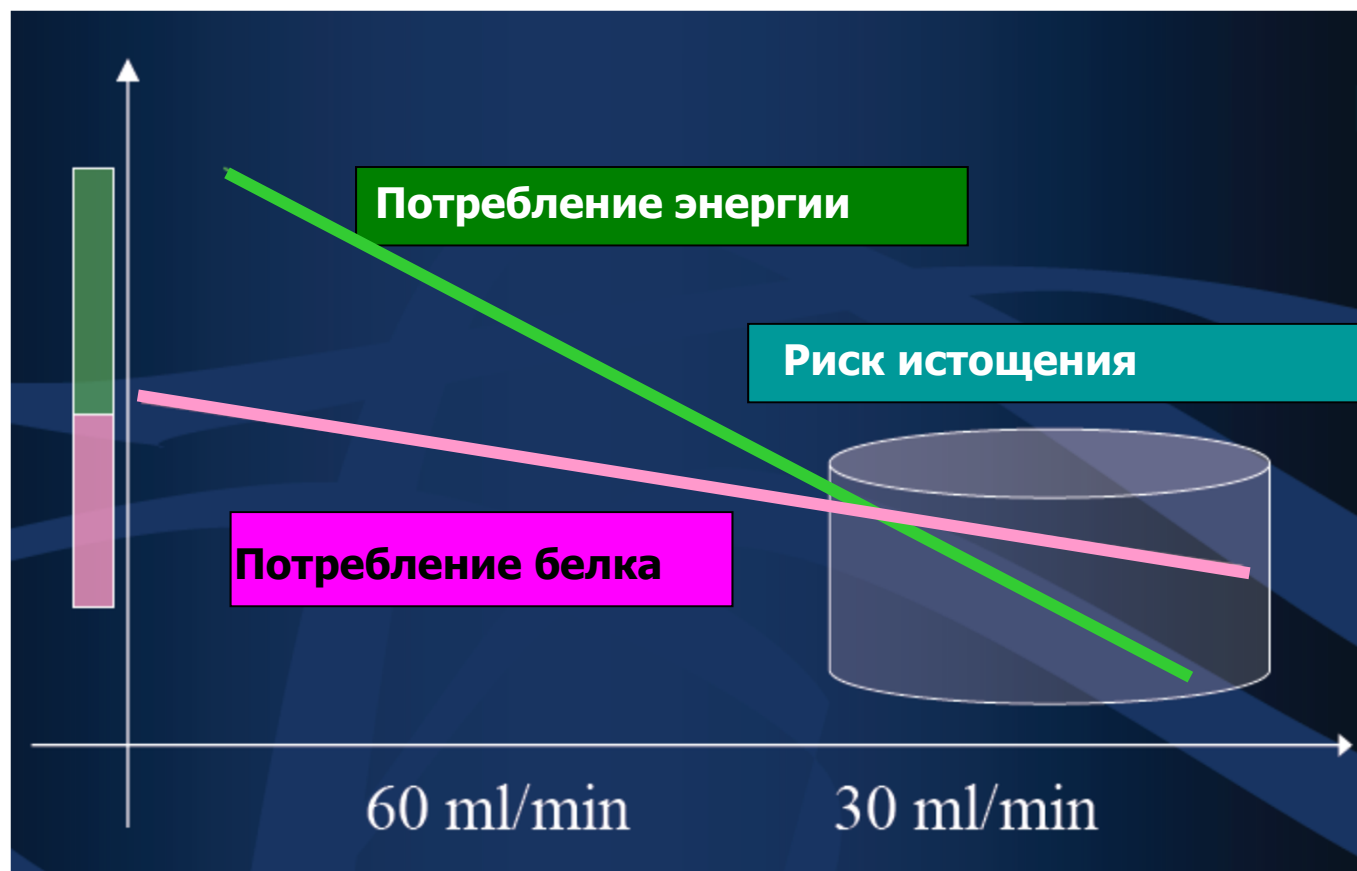 Потребление энергии
Риск истощения
Потребление белка
60 ml/min
30 ml/min